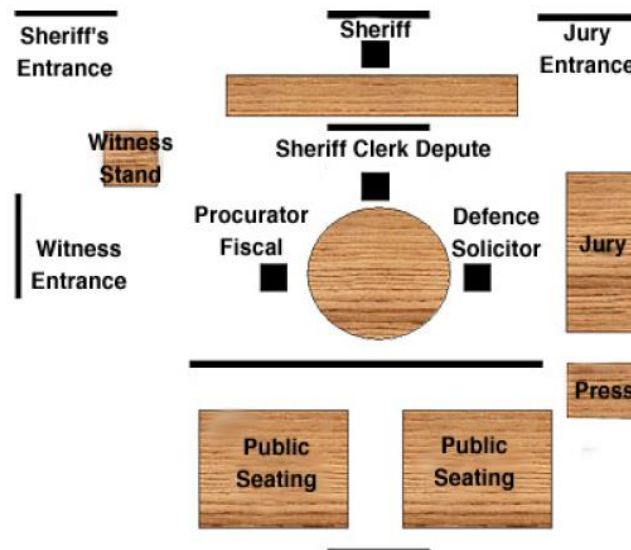 Sheriff's
Entrance
Sheriff
Jury
Entrance
Witness
Stand
Sheriff Clerk Depute
Procurator
Fiscal
Defence
Solicitor
Witness
Entrance
Jury
Press
Public
Seating
Public
Seating